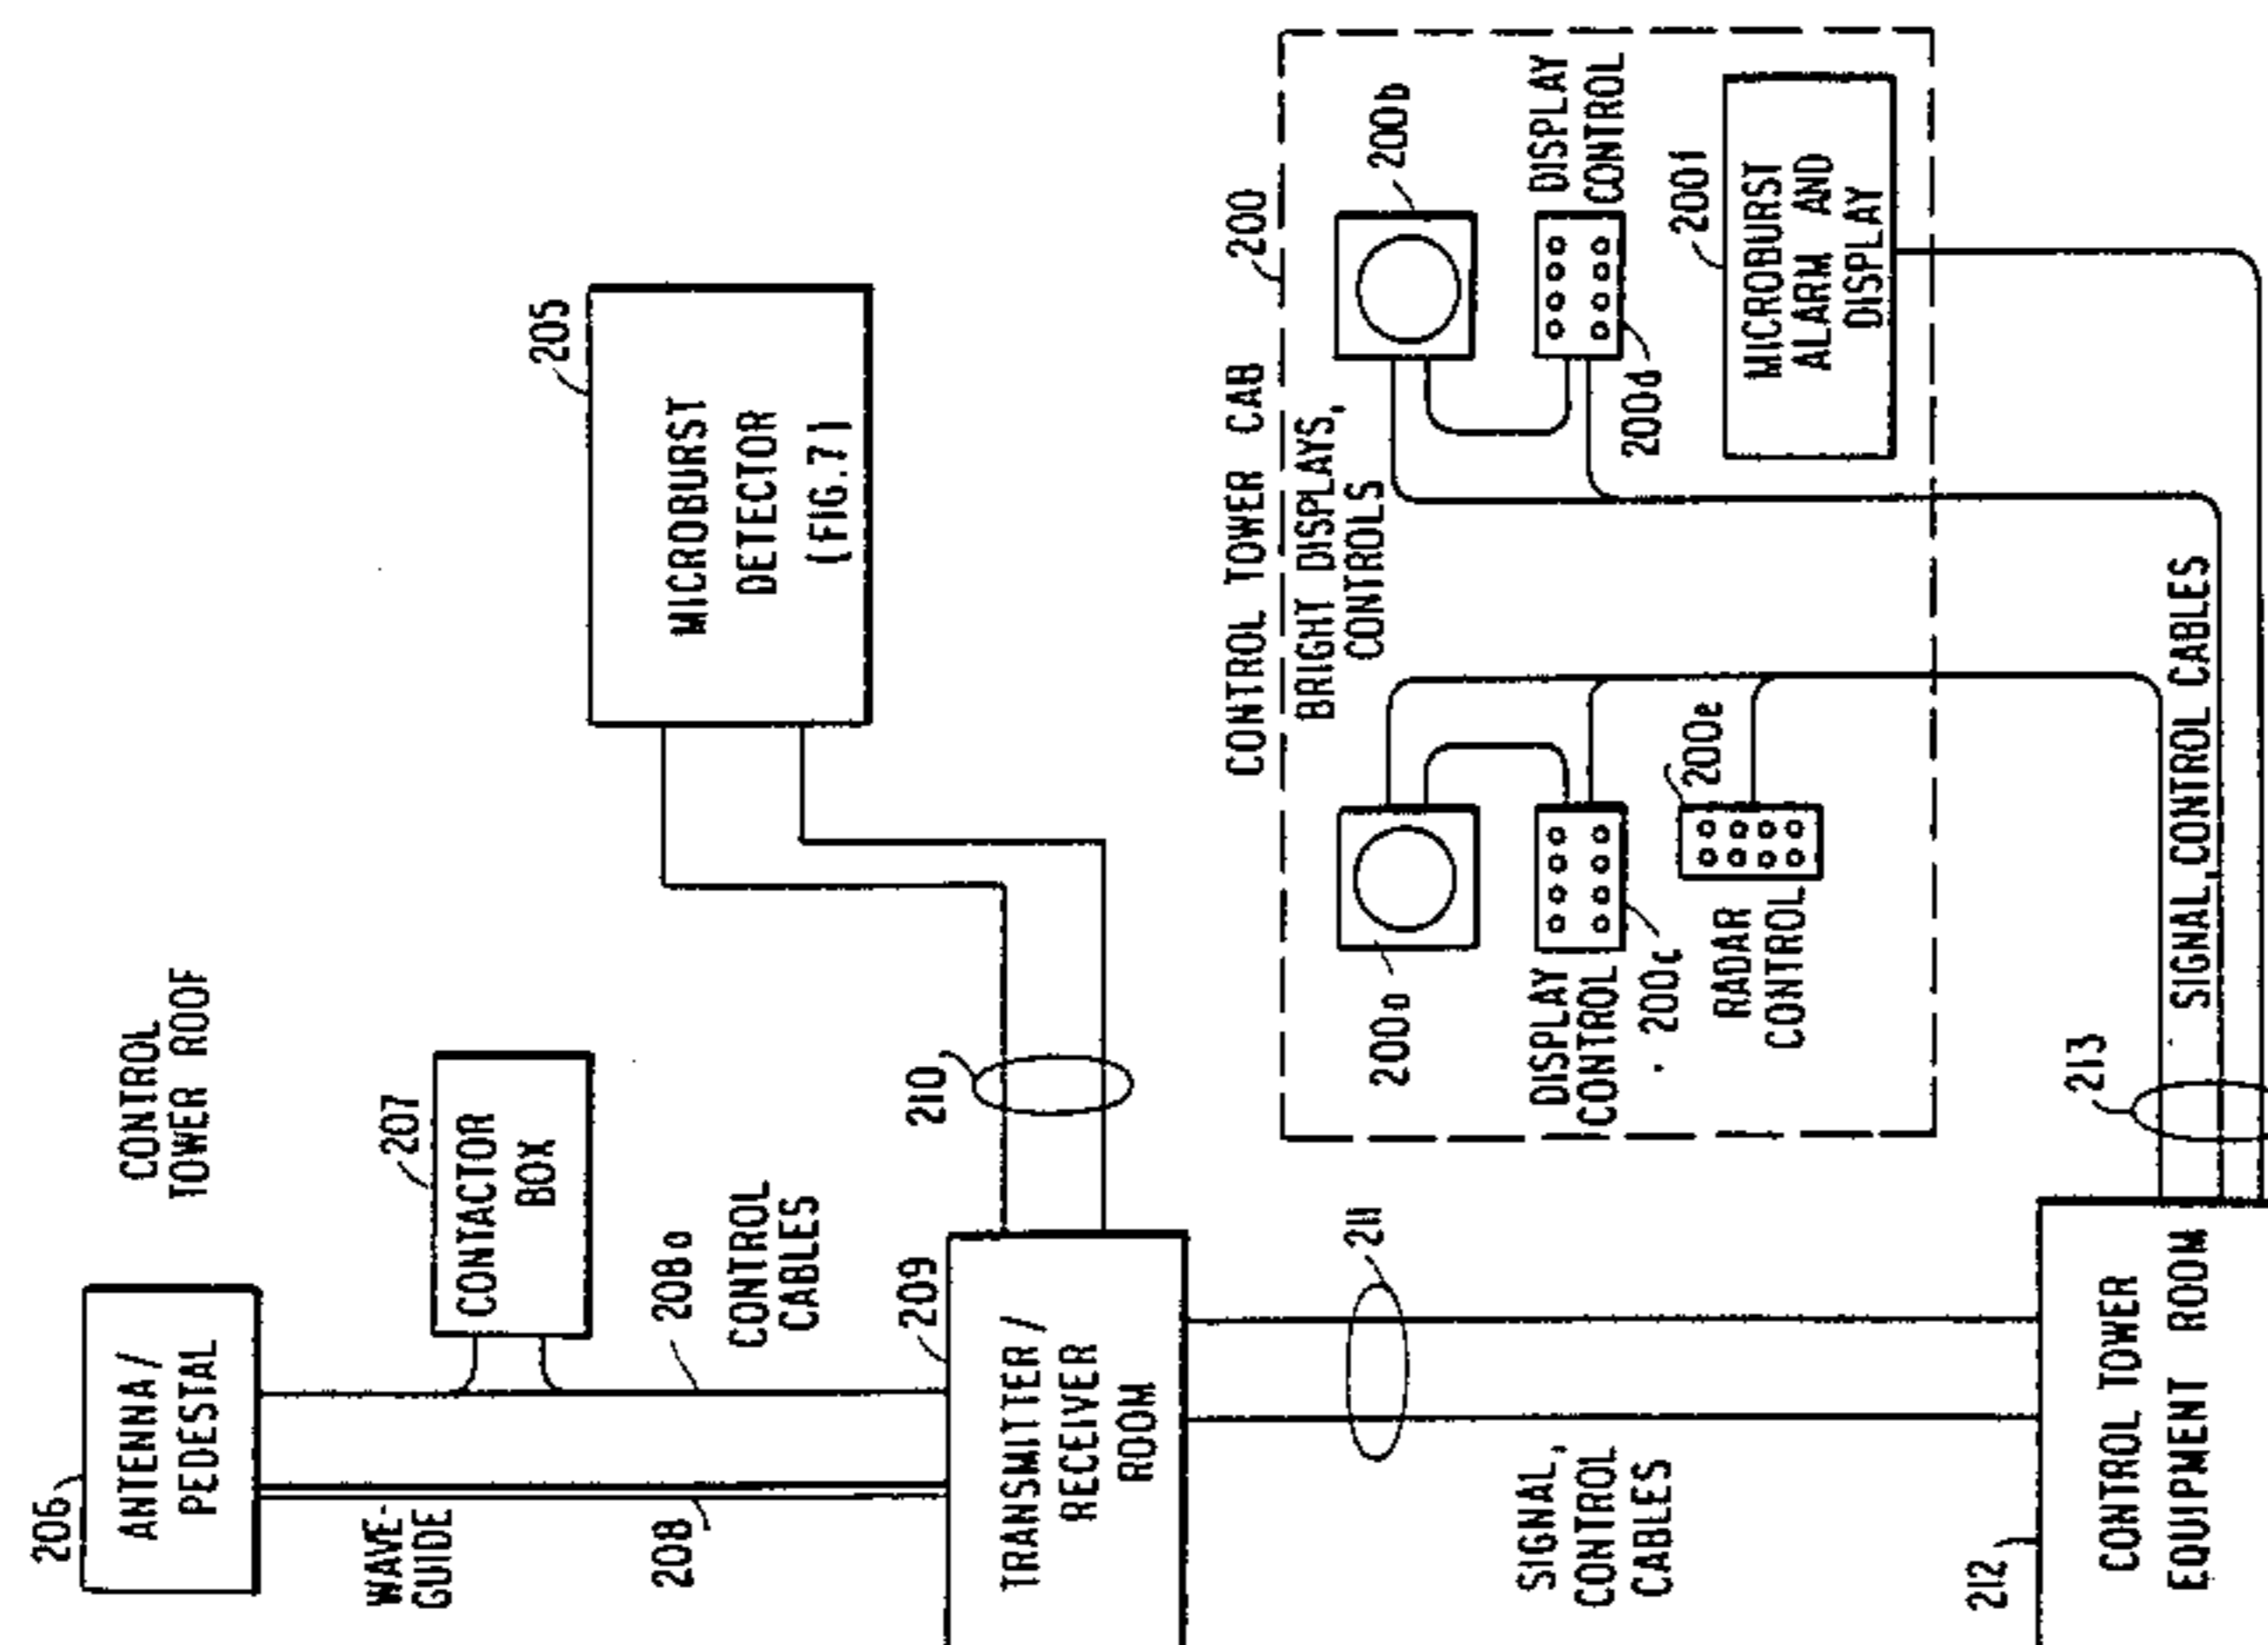 CONTROL
TOWER ROOF
206
ANTENNA/
PEDESTAL
207
CONTACTOR
BOX
WAVE-
GUIDE
208
208a
CONTROL
CABLES
205
MICROBURST
DETECTOR
(FIG.7)
209
TRANSMITTER/
RECEIVER
ROOM
210
211
SIGNAL,
CONTROL
CABLES
CONTROL TOWER CAB
200
BRIGHT DISPLAYS,
CONTROLS
200a
200b
DISPLAY
CONTROL
200c
DISPLAY
CONTROL
200d
RADAR
CONTROL
200e
200f
MICROBURST
ALARM AND
DISPLAY
212
CONTROL TOWER
EQUIPMENT ROOM
213
SIGNAL,CONTROL CABLES